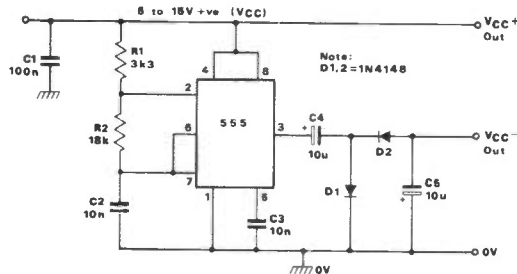 5 to 15V +ve (VCC)
VCC+
Out
C1
100n
R1
3k3
Note:
D1,2=1N4148
4
8
2
555
C4
+
10u
3
6
R2
18k
7
D2
VCC-
Out
C2
10n
1
5
C3
10n
D1
C5
10u
+
0V
0V